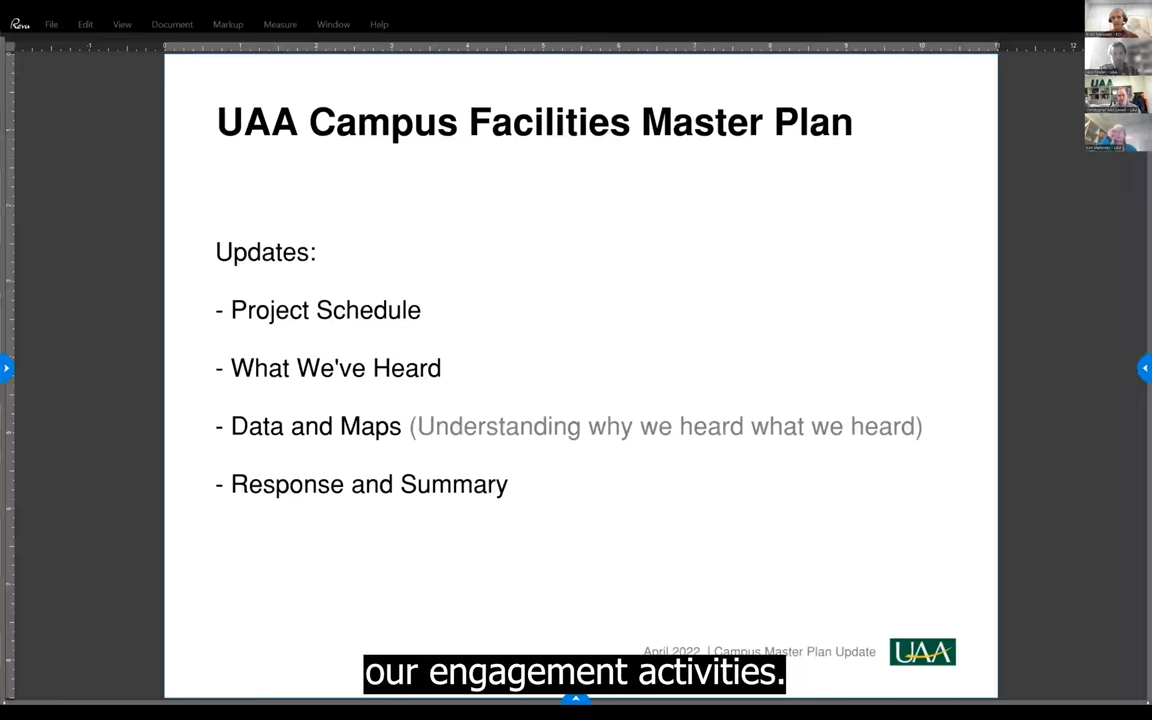 Revu File Edit View Document Markup Measure Window Help
UAA Campus Facilities Master Plan
Updates:
- Project Schedule
- What We've Heard
- Data and Maps (Understanding why we heard what we heard)
- Response and Summary
April 2022 | Campus Master Plan Update UAA
our engagement activities.